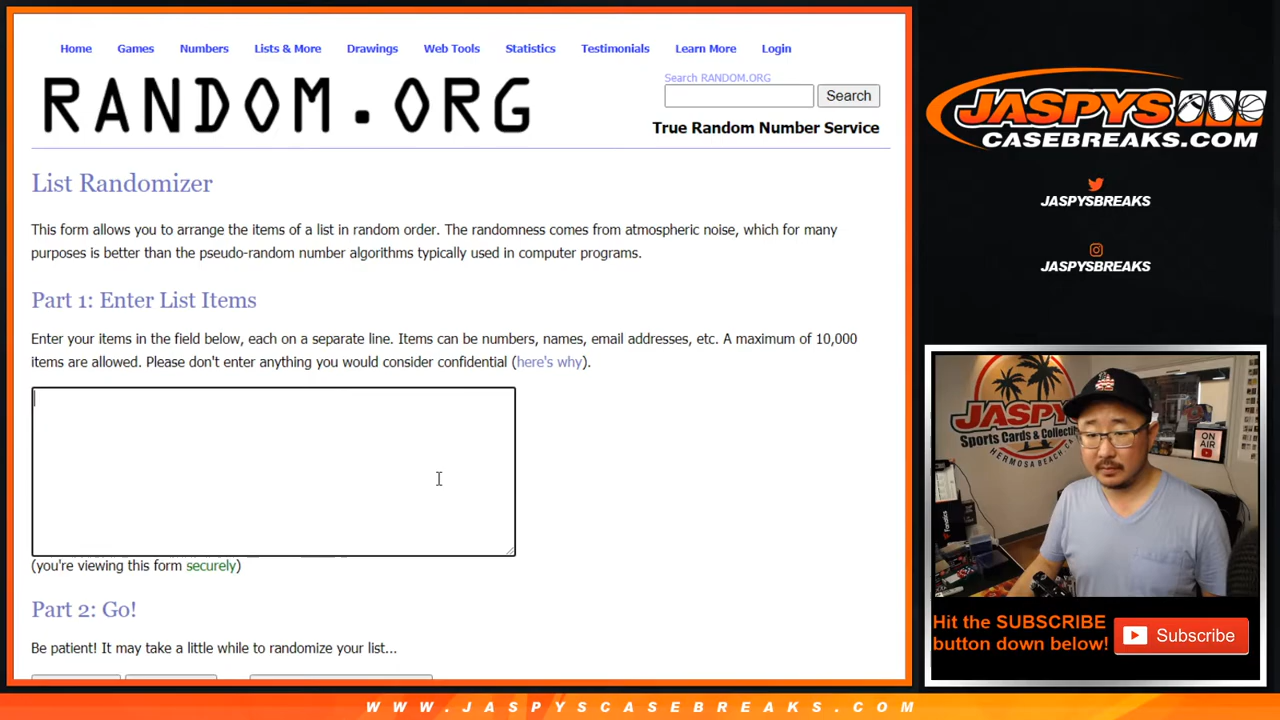 Home Games Numbers Lists & More Drawings Web Tools Statistics Testimonials Learn More Login
RANDOM.ORG
Search RANDOM.ORG
Search
True Random Number Service
List Randomizer
This form allows you to arrange the items of a list in random order. The randomness comes from atmospheric noise, which for many
purposes is better than the pseudo-random number algorithms typically used in computer programs.
Part 1: Enter List Items
Enter your items in the field below, each on a separate line. Items can be numbers, names, email addresses, etc. A maximum of 10,000
items are allowed. Please don't enter anything you would consider confidential (here's why).
(you're viewing this form securely)
Part 2: Go!
Be patient! It may take a little while to randomize your list...
JASPYS
CASEBREAKS.COM
JASPYSBREAKS
JASPYSBREAKS
JASPYS
Sports Cards & Collectib
HERMOSA BEACH CA
ON
AIR
Fanatics
Hit the SUBSCRIBE
button down below!
Subscribe
WWW.JASPYSCASEBREAKS.COM